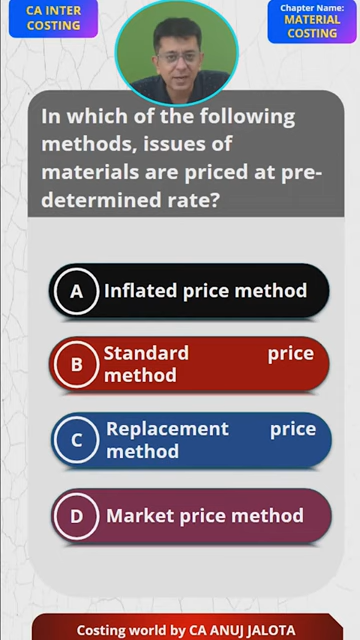 CA INTER
COSTING
Chapter Name:
MATERIAL
COSTING
In which of the following
methods, issues of
materials are priced at pre-
determined rate?
A Inflated price method
B Standard price
method
C Replacement price
method
D Market price method
Costing world by CA ANUJ JALOTA